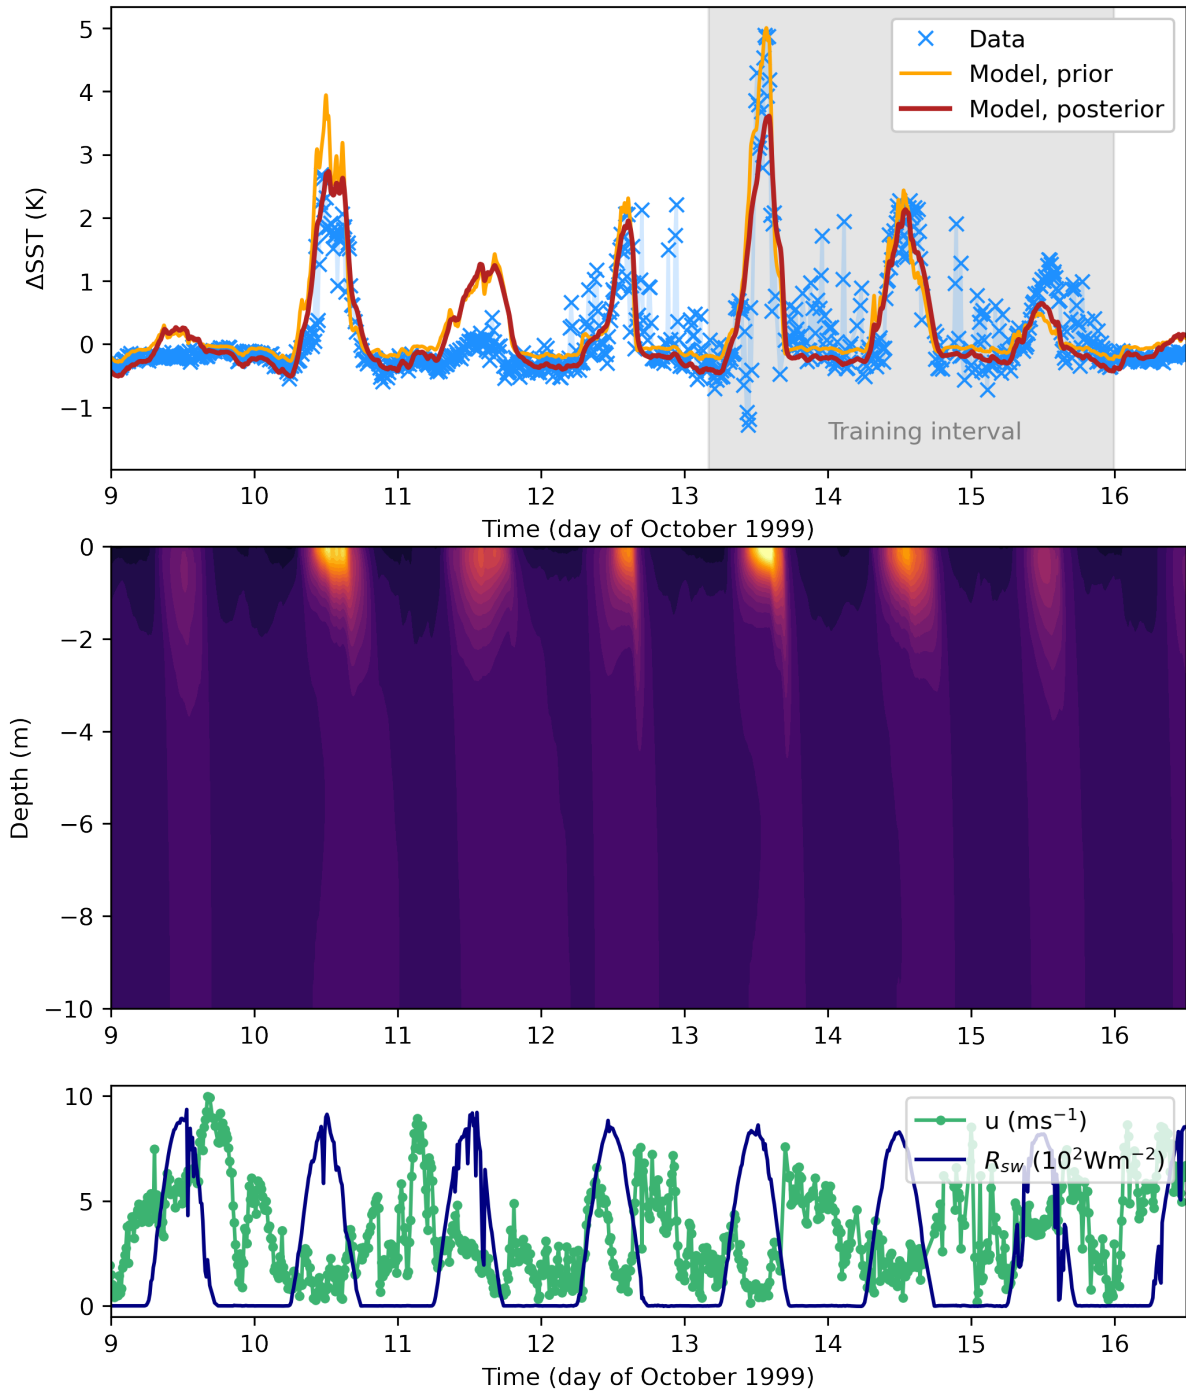 5
4
3
2
1
0
−1
ΔSST (K)
Data
Model, prior
Model, posterior
Training interval
9 10 11 12 13 14 15 16
Time (day of October 1999)
0
−2
−4
−6
−8
−10
Depth (m)
9 10 11 12 13 14 15 16
10
5
0
u (ms⁻¹)
R_sw (10²Wm⁻²)
9 10 11 12 13 14 15 16
Time (day of October 1999)